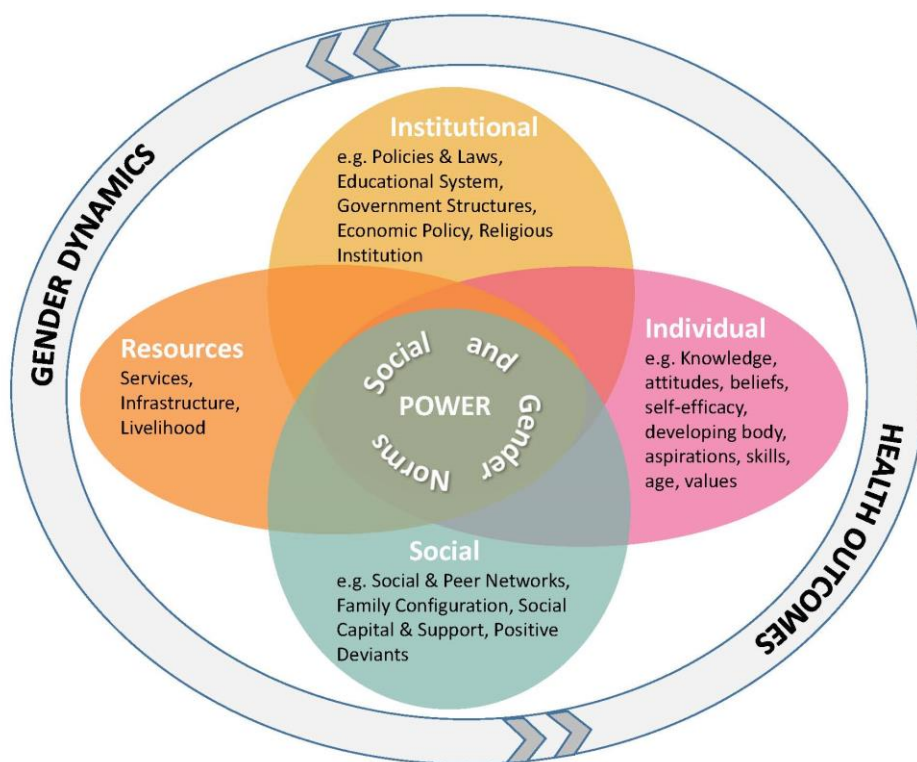 GENDER DYNAMICS
Institutional
e.g. Policies & Laws,
Educational System,
Government Structures,
Economic Policy, Religious
Institution
Resources
Services,
Infrastructure,
Livelihood
Social and Gender Norms
POWER
Individual
e.g. Knowledge,
attitudes, beliefs,
self-efficacy,
developing body,
aspirations, skills,
age, values
Social
e.g. Social & Peer Networks,
Family Configuration, Social
Capital & Support, Positive
Deviants
HEALTH OUTCOMES